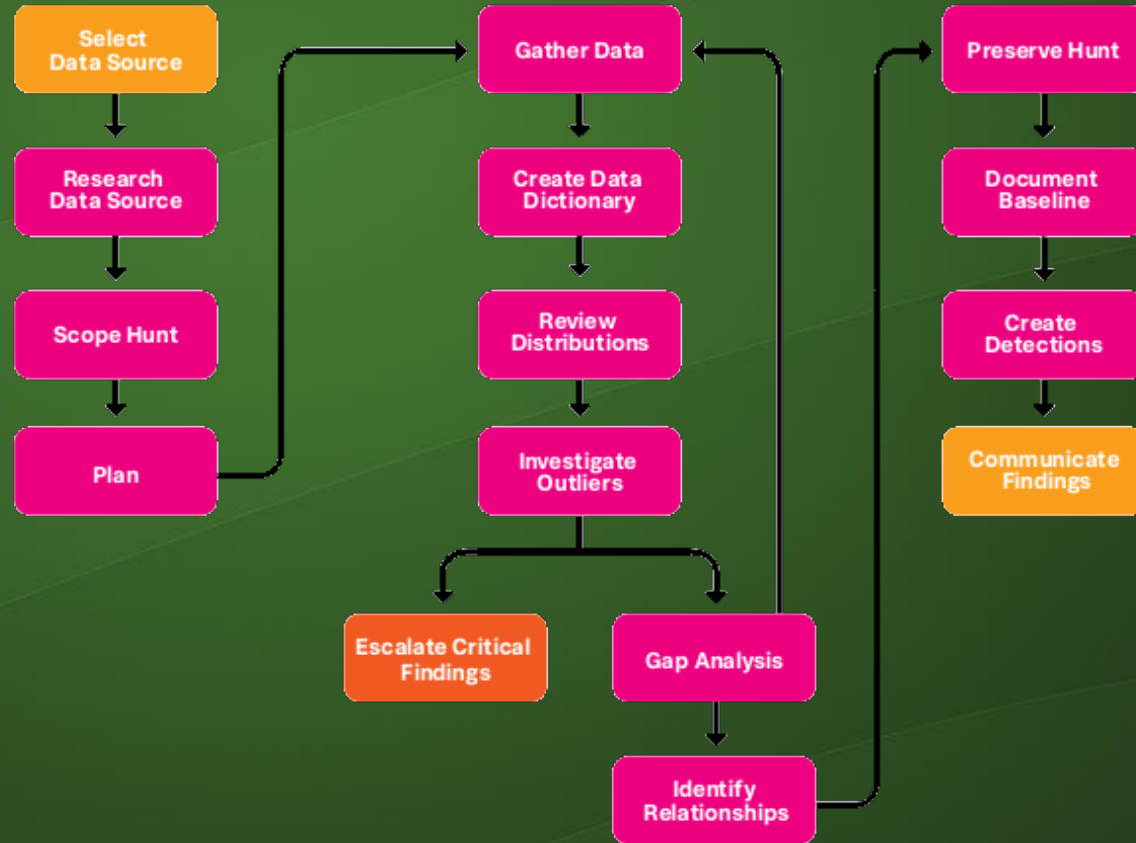 Select
Data Source
Research
Data Source
Scope Hunt
Plan
Gather Data
Create Data
Dictionary
Review
Distributions
Investigate
Outliers
Escalate Critical
Findings
Gap Analysis
Identify
Relationships
Preserve Hunt
Document
Baseline
Create
Detections
Communicate
Findings